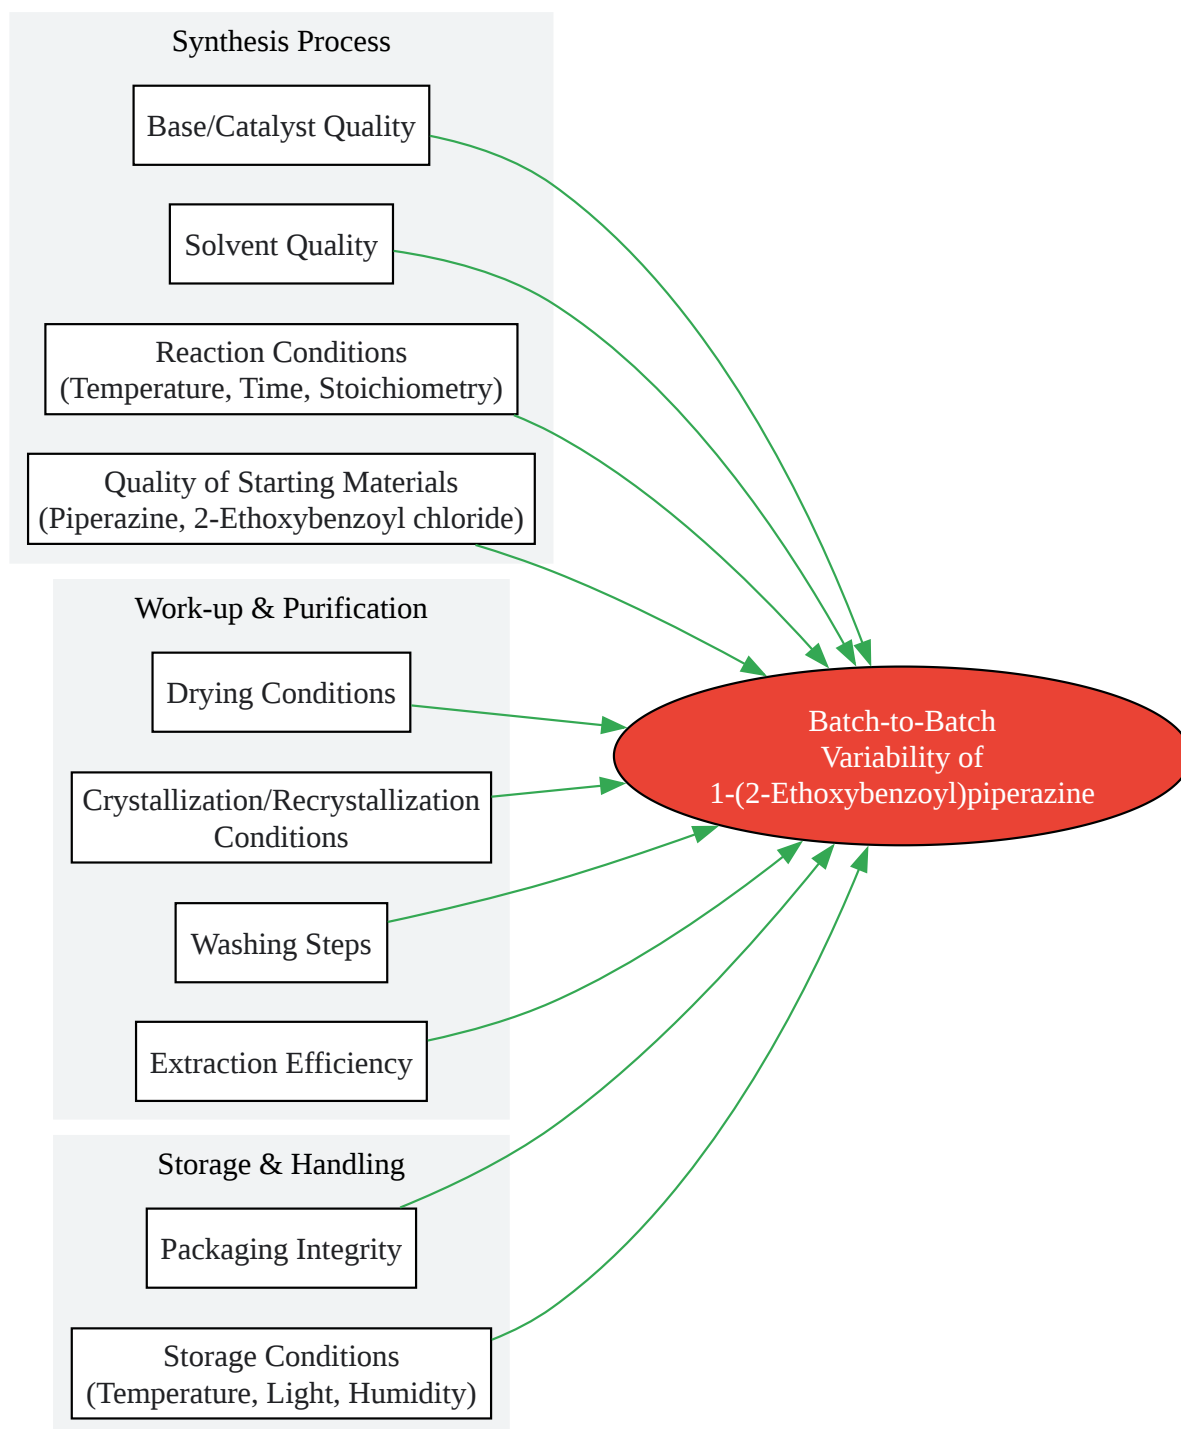 Synthesis Process
Base/Catalyst Quality
Solvent Quality
Reaction Conditions
(Temperature, Time, Stoichiometry)
Quality of Starting Materials
(Piperazine, 2-Ethoxybenzoyl chloride)
Work-up & Purification
Drying Conditions
Crystallization/Recrystallization
Conditions
Washing Steps
Extraction Efficiency
Storage & Handling
Packaging Integrity
Storage Conditions
(Temperature, Light, Humidity)
Batch-to-Batch
Variability of
1-(2-Ethoxybenzoyl)piperazine